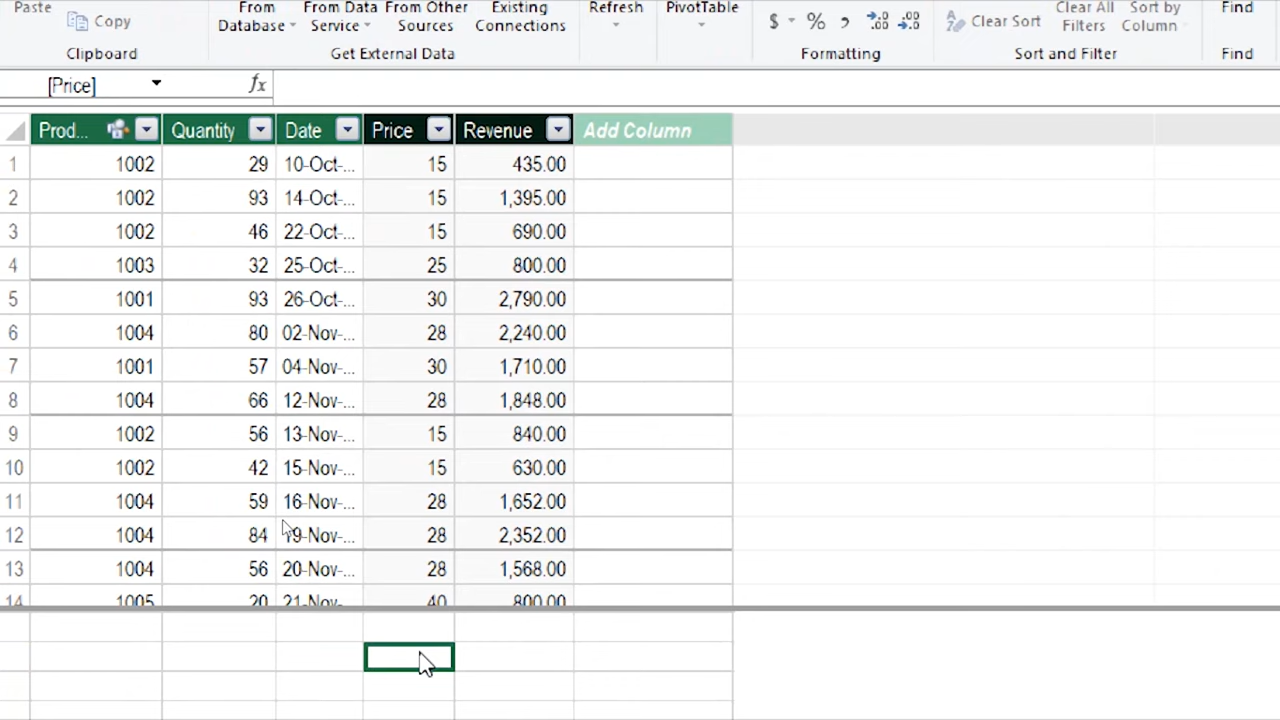 Paste
Copy
Clipboard
From Database
From Data Service
From Other Sources
Existing Connections
Get External Data
Refresh
PivotTable
$ % ,
Formatting
Clear Sort
Clear All Filters
Sort by Column
Sort and Filter
Find
Find
[Price] fx
Prod... Quantity Date Price Revenue Add Column
1 1002 29 10-Oct-... 15 435.00
2 1002 93 14-Oct-... 15 1,395.00
3 1002 46 22-Oct-... 15 690.00
4 1003 32 25-Oct-... 25 800.00
5 1001 93 26-Oct-... 30 2,790.00
6 1004 80 02-Nov-... 28 2,240.00
7 1001 57 04-Nov-... 30 1,710.00
8 1004 66 12-Nov-... 28 1,848.00
9 1002 56 13-Nov-... 15 840.00
10 1002 42 15-Nov-... 15 630.00
11 1004 59 16-Nov-... 28 1,652.00
12 1004 84 19-Nov-... 28 2,352.00
13 1004 56 20-Nov-... 28 1,568.00
14 1005 20 21-Nov-... 40 800.00